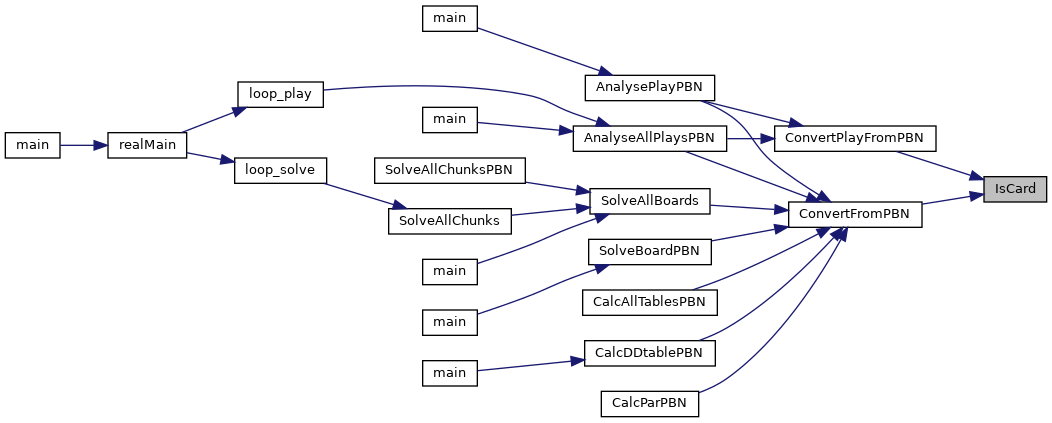 main
AnalysePlayPBN
loop_play
main
AnalyseAllPlaysPBN
ConvertPlayFromPBN
main
realMain
loop_solve
SolveAllChunksPBN
IsCard
SolveAllBoards
SolveAllChunks
ConvertFromPBN
SolveBoardPBN
main
CalcAllTablesPBN
main
CalcDDtablePBN
main
CalcParPBN